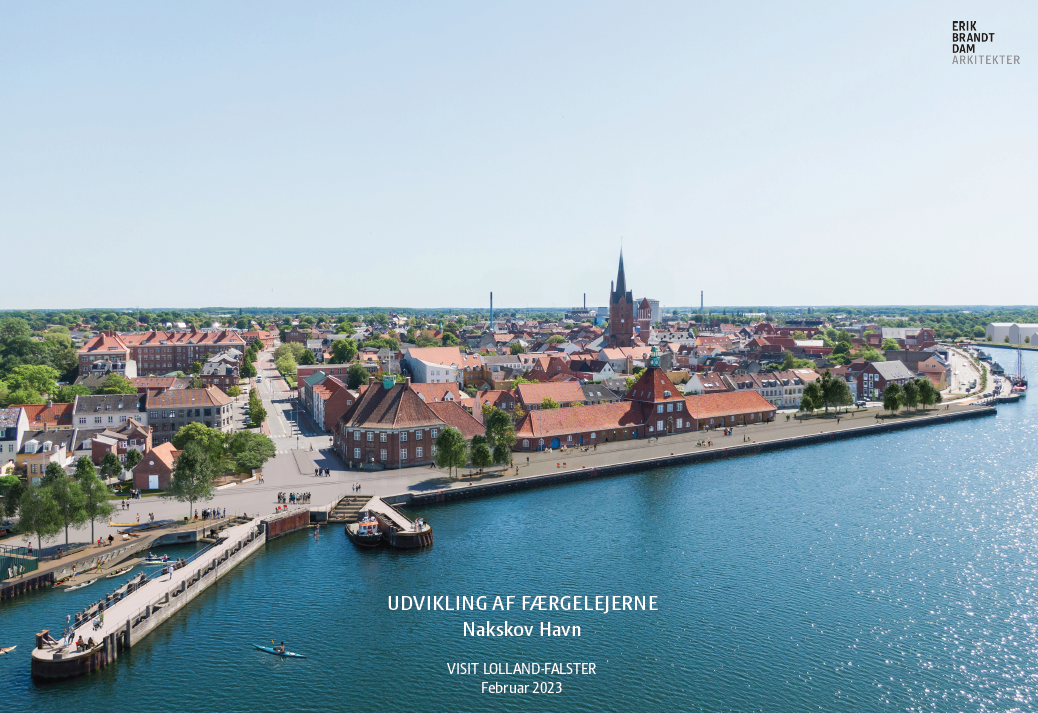 ERIK
BRANDT
DAM
ARKITEKTER
UDVIKLING AF FÆRGELEJERNE
Nakskov Havn
VISIT LOLLAND-FALSTER
Februar 2023